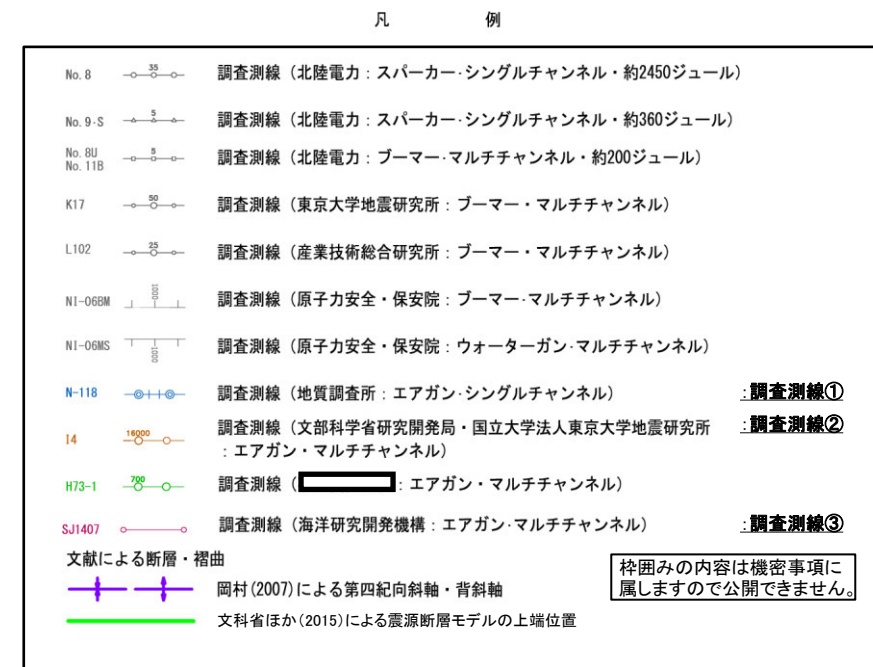 凡 例
No. 8 35 調査測線（北陸電力：スパーカー・シングルチャンネル・約2450ジュール）
No. 9-S 5 調査測線（北陸電力：スパーカー・シングルチャンネル・約360ジュール）
No. 8U
No. 11B 5 調査測線（北陸電力：ブーマー・マルチチャンネル・約200ジュール）
K17 50 調査測線（東京大学地震研究所：ブーマー・マルチチャンネル）
L102 25 調査測線（産業技術総合研究所：ブーマー・マルチチャンネル）
NI-06BM 1000 調査測線（原子力安全・保安院：ブーマー・マルチチャンネル）
NI-06MS 1000 調査測線（原子力安全・保安院：ウォーターガン・マルチチャンネル）
N-118 調査測線（地質調査所：エアガン・シングルチャンネル） ：調査測線①
I4 16000 調査測線（文部科学省研究開発局・国立大学法人東京大学地震研究所 ：調査測線②
：エアガン・マルチチャンネル）
H73-1 700 調査測線（ ：エアガン・マルチチャンネル）
SJ1407 調査測線（海洋研究開発機構：エアガン・マルチチャンネル） ：調査測線③
文献による断層・褶曲
岡村(2007)による第四紀向斜軸・背斜軸
文科省ほか(2015)による震源断層モデルの上端位置
枠囲みの内容は機密事項に
属しますので公開できません。